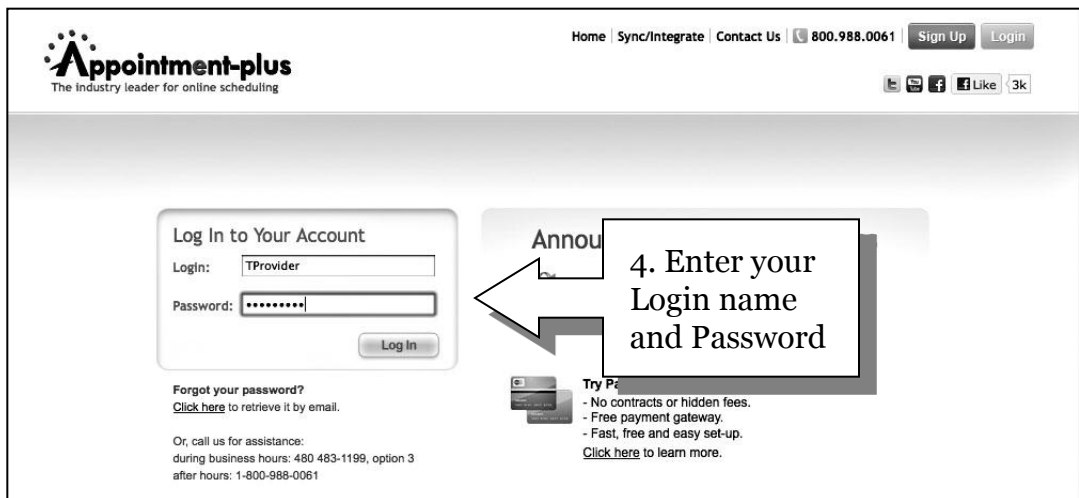 Home | Sync/Integrate | Contact Us | 800.988.0061 | Sign Up Login
Appointment-plus
The industry leader for online scheduling
You Tube f Like 3k
Log In to Your Account
Login: TProvider
Password: •••••••••
Log In
Forgot your password?
Click here to retrieve it by email.
Or, call us for assistance:
during business hours: 480 483-1199, option 3
after hours: 1-800-988-0061
Annou
4. Enter your
Login name
and Password
Try Pa
- No contracts or hidden fees.
- Free payment gateway.
- Fast, free and easy set-up.
Click here to learn more.